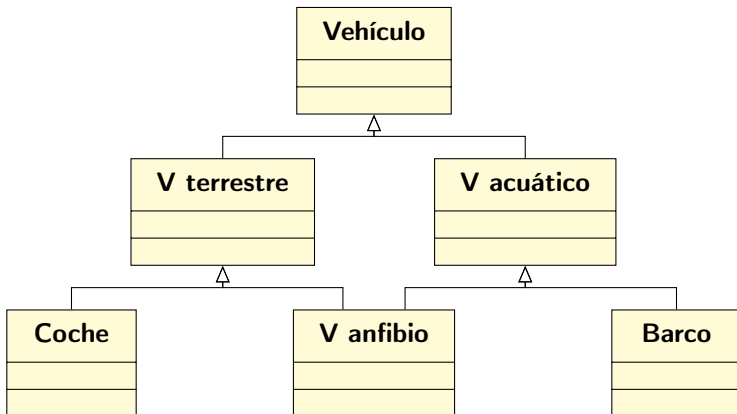 Vehículo
V terrestre
V acuático
Coche
V anfibio
Barco